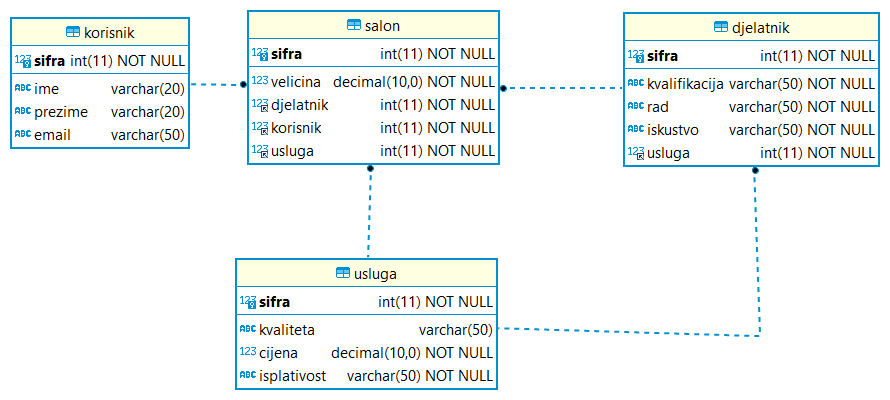 korisnik
sifra int(11) NOT NULL
ime varchar(20)
prezime varchar(20)
email varchar(50)
salon
sifra int(11) NOT NULL
velicina decimal(10,0) NOT NULL
djelatnik int(11) NOT NULL
korisnik int(11) NOT NULL
usluga int(11) NOT NULL
djelatnik
sifra int(11) NOT NULL
kvalifikacija varchar(50) NOT NULL
rad varchar(50) NOT NULL
iskustvo varchar(50) NOT NULL
usluga int(11) NOT NULL
usluga
sifra int(11) NOT NULL
kvaliteta varchar(50)
cijena decimal(10,0) NOT NULL
isplativost varchar(50) NOT NULL